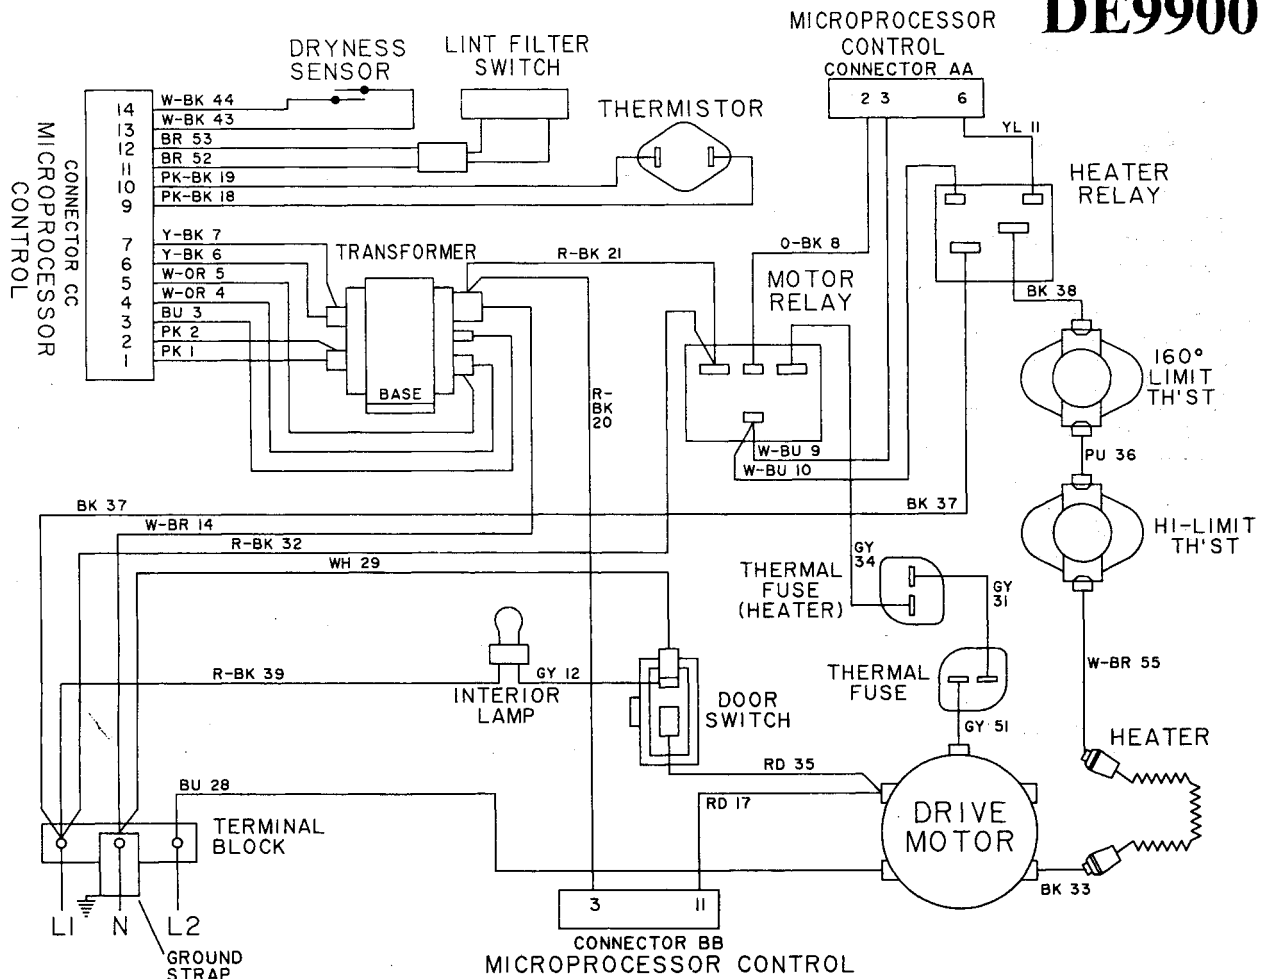 DE9900
MICROPROCESSOR
CONTROL
CONNECTOR AA
2 3 6
DRYNESS
SENSOR
LINT FILTER
SWITCH
THERMISTOR
YL 11
HEATER
RELAY
CONNECTOR CC
MICROPROCESSOR
CONTROL
14 W-BK 44
13 W-BK 43
12 BR 53
11 BR 52
10 PK-BK 19
9 PK-BK 18
7 Y-BK 7
6 Y-BK 6
5 W-OR 5
4 W-OR 4
3 BU 3
2 PK 2
1 PK 1
TRANSFORMER
BASE
R-BK 21
O-BK 8
MOTOR
RELAY
BK 38
160°
LIMIT
TH'ST
R-
BK
20
W-BU 9
W-BU 10
PU 36
BK 37
BK 37
W-BR 14
R-BK 32
WH 29
HI-LIMIT
TH'ST
GY
34
THERMAL
FUSE
(HEATER)
GY
31
R-BK 39
GY 12
INTERIOR
LAMP
DOOR
SWITCH
THERMAL
FUSE
W-BR 55
GY 51
HEATER
RD 35
RD 17
BU 28
DRIVE
MOTOR
TERMINAL
BLOCK
BK 33
L1 N L2
GROUND
STRAP
3 11
CONNECTOR BB
MICROPROCESSOR CONTROL